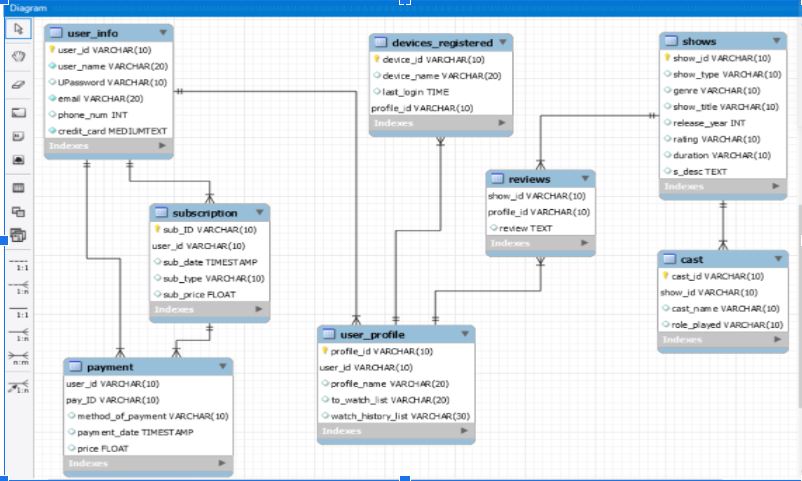 Diagram
user_info
user_id VARCHAR(10)
user_name VARCHAR(20)
UPassword VARCHAR(10)
email VARCHAR(20)
phone_num INT
credit_card MEDIUMTEXT
Indexes
devices_registered
device_id VARCHAR(10)
device_name VARCHAR(20)
last_login TIME
profile_id VARCHAR(10)
Indexes
shows
show_id VARCHAR(10)
show_type VARCHAR(10)
genre VARCHAR(10)
show_title VARCHAR(10)
release_year INT
rating VARCHAR(10)
duration VARCHAR(10)
s_desc TEXT
Indexes
reviews
show_id VARCHAR(10)
profile_id VARCHAR(10)
review TEXT
Indexes
subscription
sub_ID VARCHAR(10)
user_id VARCHAR(10)
sub_date TIMESTAMP
sub_type VARCHAR(10)
sub_price FLOAT
Indexes
cast
cast_id VARCHAR(10)
show_id VARCHAR(10)
cast_name VARCHAR(10)
role_played VARCHAR(10)
Indexes
user_profile
profile_id VARCHAR(10)
user_id VARCHAR(10)
profile_name VARCHAR(20)
to_watch_list VARCHAR(20)
watch_history_list VARCHAR(30)
Indexes
payment
user_id VARCHAR(10)
pay_ID VARCHAR(10)
method_of_payment VARCHAR(10)
payment_date TIMESTAMP
price FLOAT
Indexes
1:1
1:n
1:1
1:n
n:m
1:n